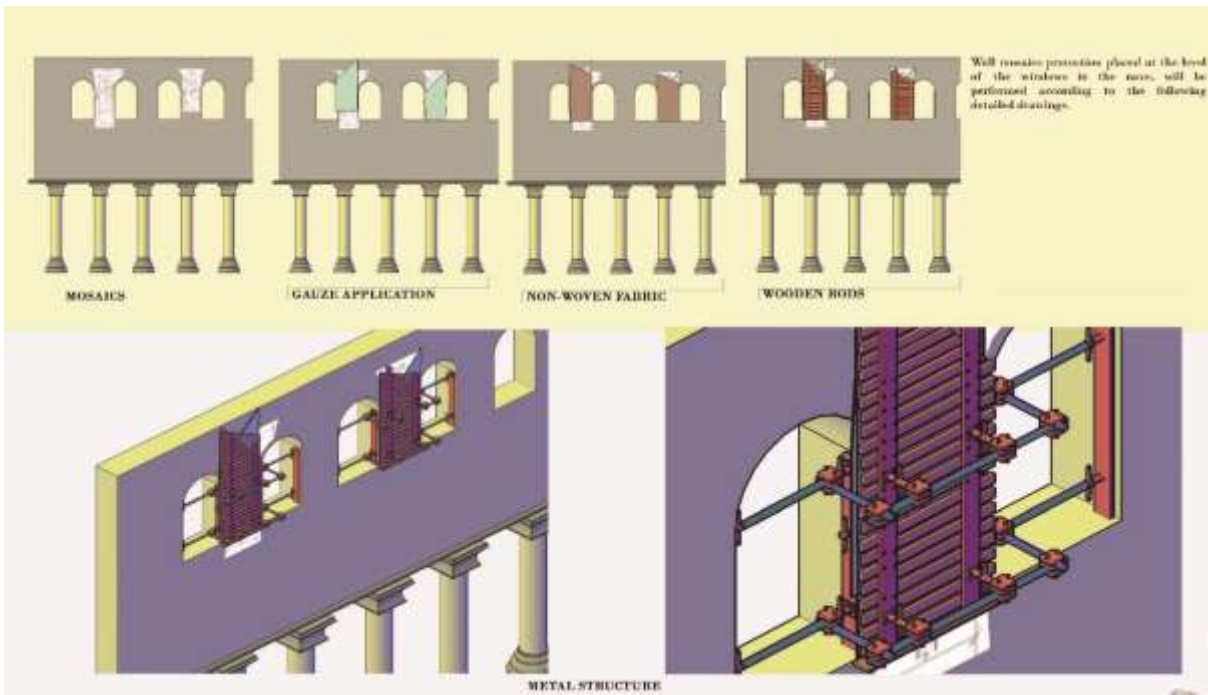 MOSAICS
GAUZE APPLICATION
NON-WOVEN FABRIC
WOODEN RODS
Wall mosaics protection placed at the level
of the windows in the nave, will be
performed according to the following
detailed drawings.
METAL STRUCTURE